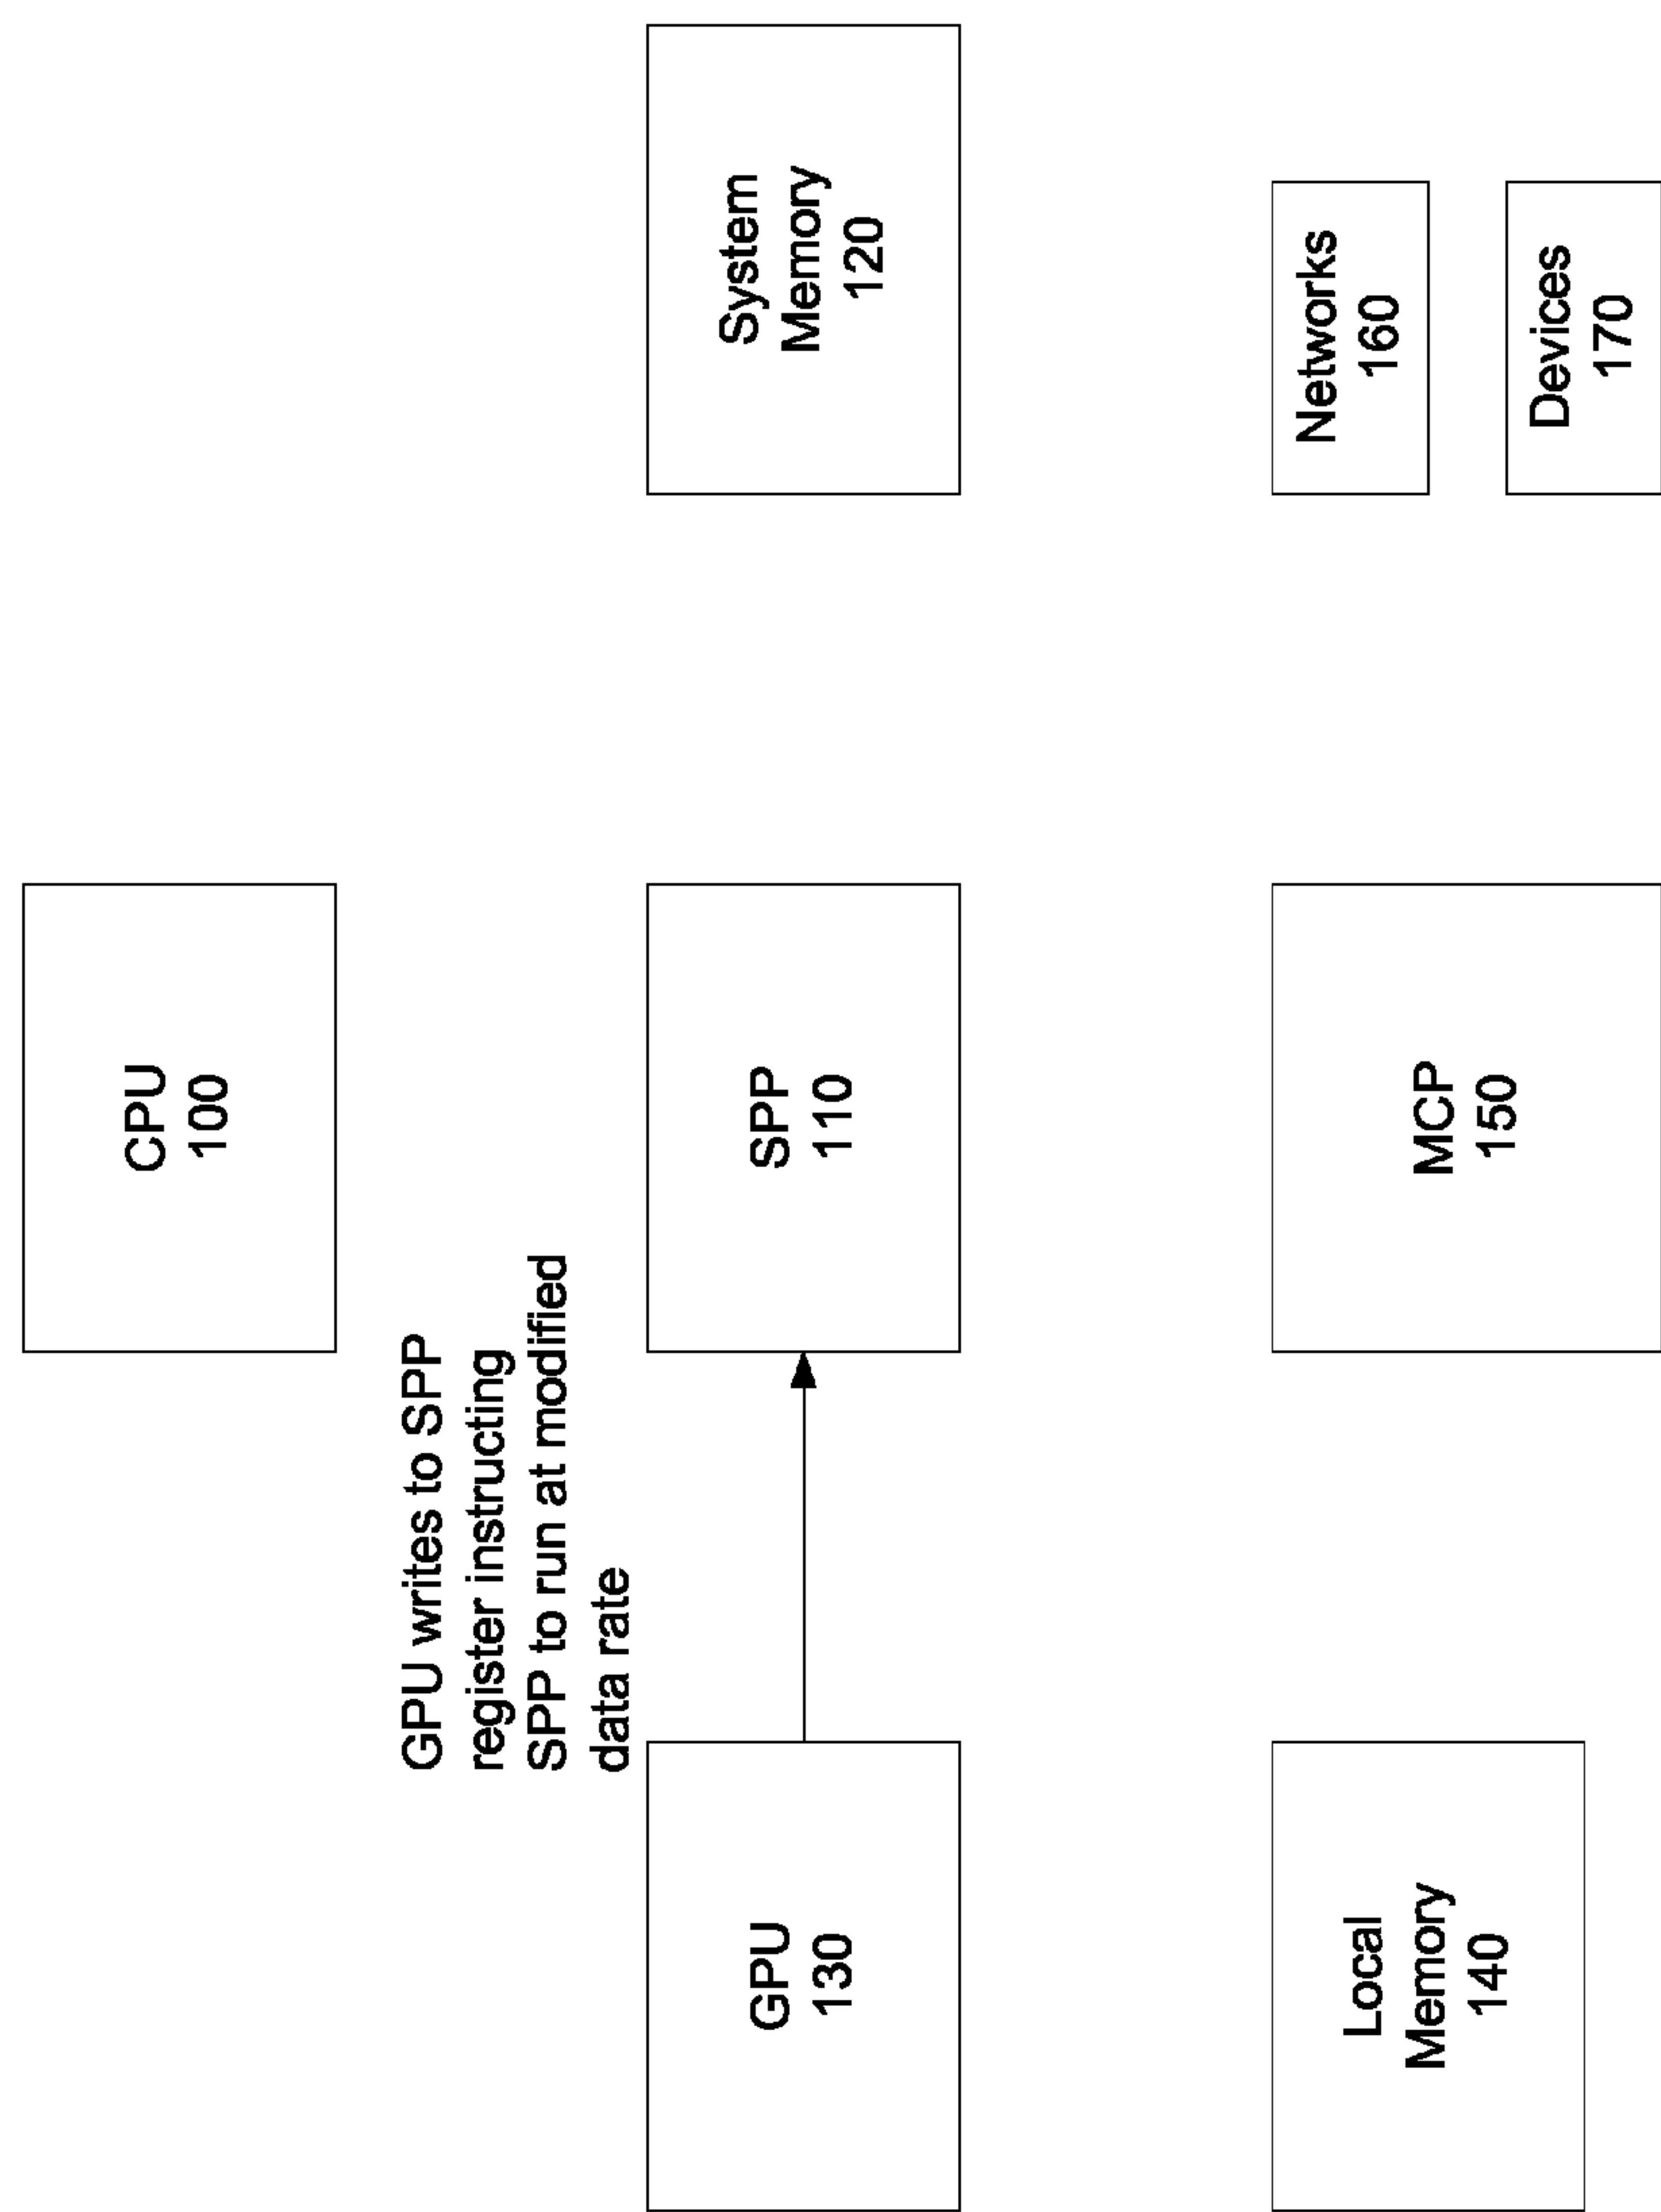 CPU
100
GPU writes to SPP
register instructing
SPP to run at modified
data rate
GPU
130
SPP
110
System
Memory
120
Local
Memory
140
MCP
150
Networks
160
Devices
170